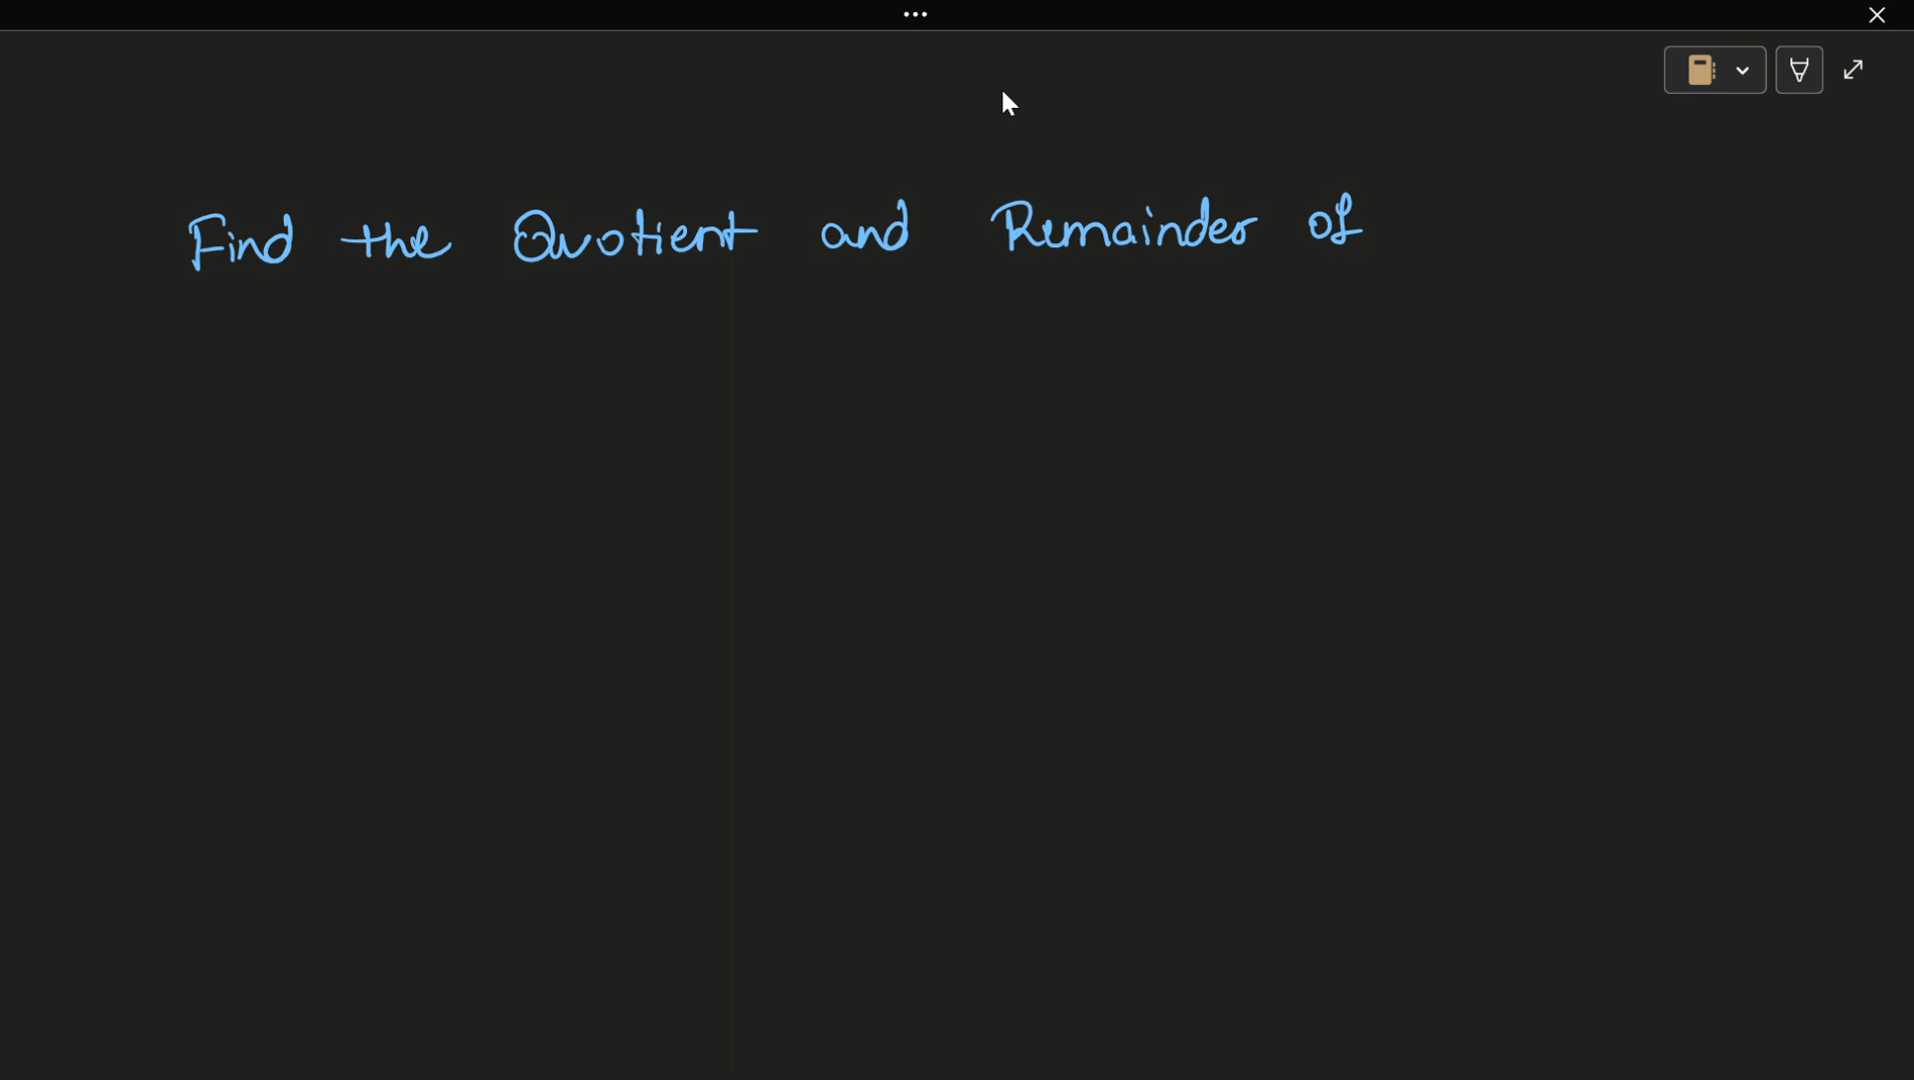 Find the Quotient and Remainder of